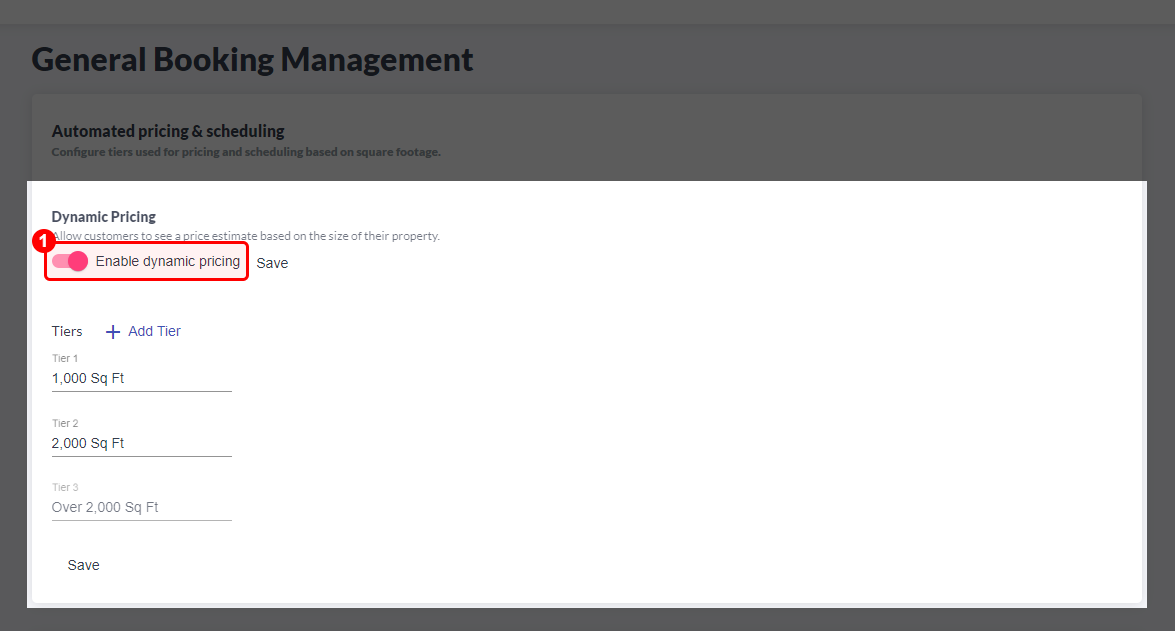 General Booking Management
Automated pricing & scheduling
Configure tiers used for pricing and scheduling based on square footage.
Dynamic Pricing
Allow customers to see a price estimate based on the size of their property.
1
Enable dynamic pricing Save
Tiers + Add Tier
Tier 1
1,000 Sq Ft
Tier 2
2,000 Sq Ft
Tier 3
Over 2,000 Sq Ft
Save